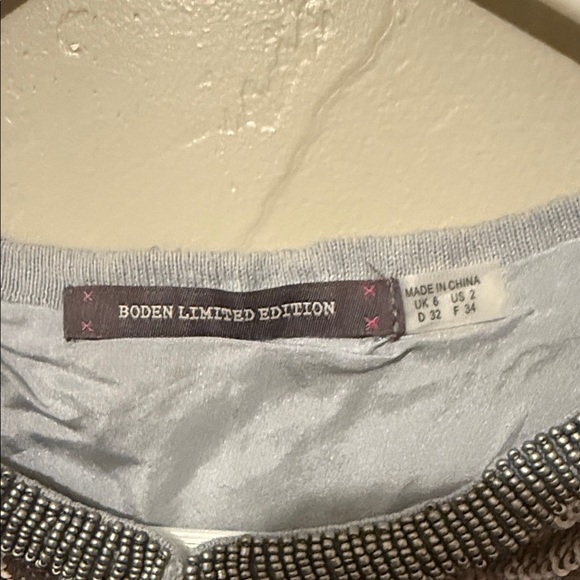 BODEN LIMITED EDITION
MADE IN CHINA
UK 6 US 2
D 32 F 34